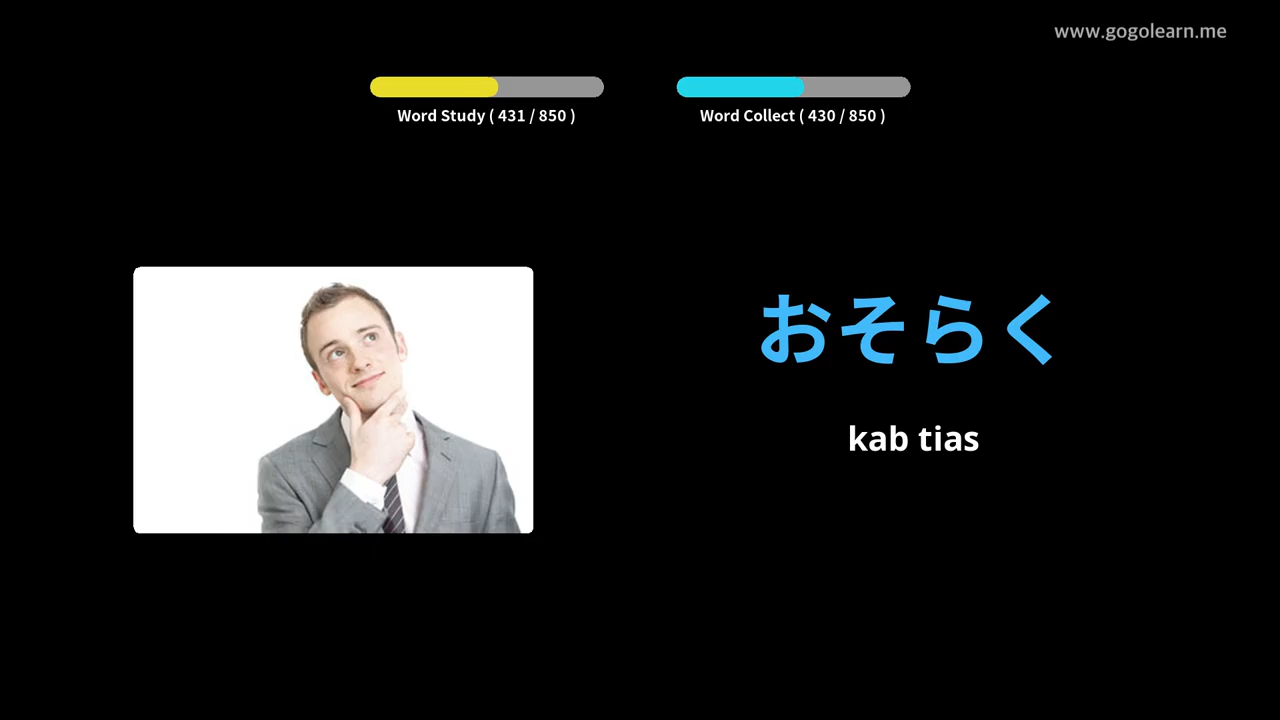 www.gogolearn.me
Word Study ( 431 / 850 )
Word Collect ( 430 / 850 )
おそらく
kab tias